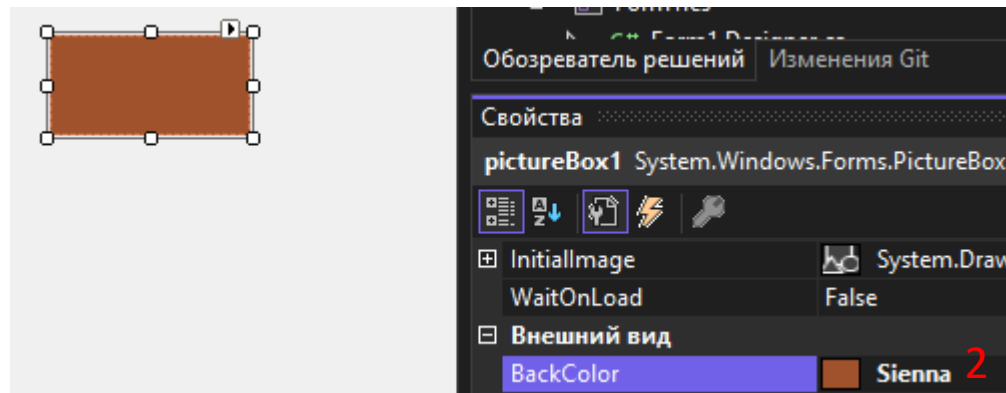 Обозреватель решений Изменения Git
Свойства
pictureBox1 System.Windows.Forms.PictureBox
InitialImage System.Draw
WaitOnLoad False
Внешний вид
BackColor Sienna 2